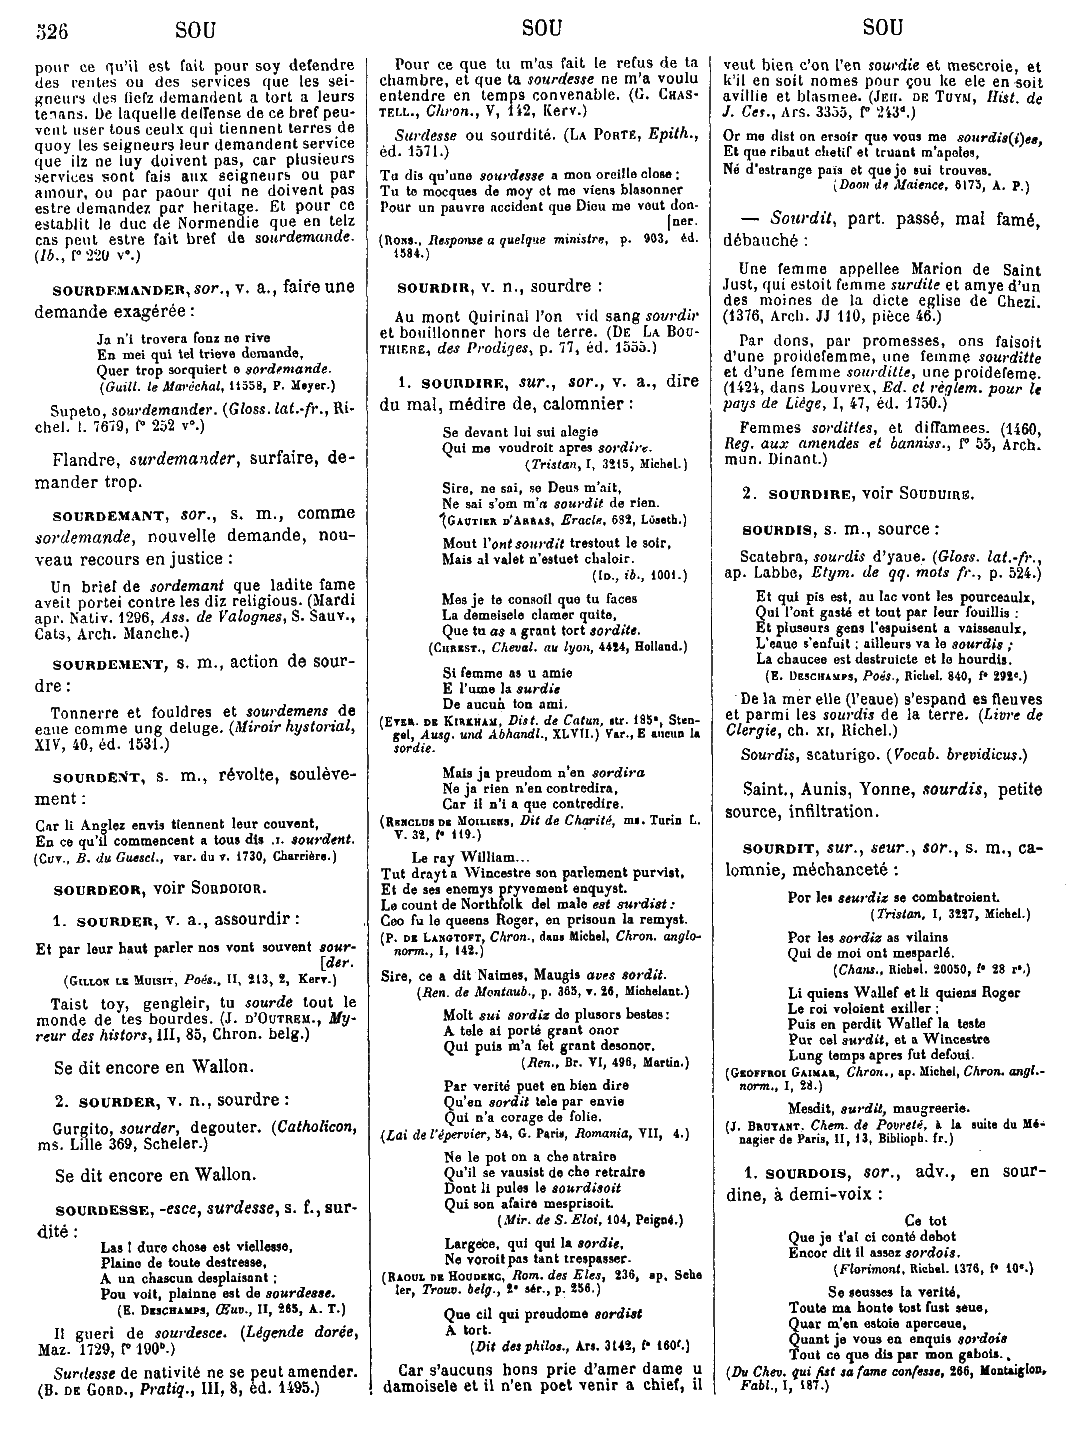 526 SOU SOU SOU
pour ce qu'il est fait pour soy defendre
des rentes ou des services que les sei-
gneurs des fiefz demandent a tort a leurs
tenans. De laquelle deffense de ce bref peu-
vent user tous ceulx qui tiennent terres de
quoy les seigneurs leur demandent service
que ilz ne luy doivent pas, car plusieurs
services sont fais aux seigneurs ou par
amour, ou par paour qui ne doivent pas
estre demandez par heritage. Et pour ce
establit le duc de Normendie que en telz
cas peut estre fait bref de sourdemande.
(Ib., f° 220 v°.)
SOURDEMANDER, sor., v. a., faire une
demande exagérée :
Ja n'i trovera fonz ne rive
En mei qui tel trieve demande,
Quer trop sorquiert e sordemande.
(Guill. le Maréchal, 11558, P. Meyer.)
Supeto, sourdemander. (Gloss. lat.-fr., Ri-
chel. l. 7679, f° 252 v°.)
Flandre, surdemander, surfaire, de-
mander trop.
SOURDEMANT, sor., s. m., comme
sordemande, nouvelle demande, nou-
veau recours en justice :
Un brief de sordemant que ladite fame
aveit portei contre les diz religious. (Mardi
apr. Nativ. 1296, Ass. de Valognes, S. Sauv.,
Cats, Arch. Manche.)
SOURDEMENT, s. m., action de sour-
dre :
Tonnerre et fouldres et sourdemens de
eaue comme ung deluge. (Miroir hystorial,
XIV, 40, éd. 1531.)
SOURDENT, s. m., révolte, soulève-
ment :
Car li Anglez envis tiennent leur couvent,
En ce qu'il commencent a tous dis .I. sourdent.
(Cuv., B. du Guescl., var. du v. 1730, Charrière.)
SOURDEOR, voir SORDOIOR.
1. SOURDER, v. a., assourdir :
Et par leur haut parler nos vont souvent sour-
[der.
(GILLON LE MUISIT, Poés., II, 213, 2, Kerv.)
Taist toy, gengleir, tu sourde tout le
monde de tes bourdes. (J. D'OUTREM., My-
reur des histors, III, 85, Chron. belg.)
Se dit encore en Wallon.
2. SOURDER, v. n., sourdre :
Gurgito, sourder, degouter. (Catholicon,
ms. Lille 369, Scheler.)
Se dit encore en Wallon.
SOURDESSE, -esce, surdesse, s. f., sur-
dité :
Las ! dure chose est viellesse,
Plaine de toute destresse,
A un chascun desplaisant ;
Pou voit, plainne est de sourdesse.
(E. DESCHAMPS, Œuv., II, 265, A. T.)
Il gueri de sourdesce. (Légende dorée,
Maz. 1729, f° 190ᵇ.)
Surdesse de nativité ne se peut amender.
(B. DE GORD., Pratiq., III, 8, éd. 1495.)
Pour ce que tu m'as fait le refus de ta
chambre, et que ta sourdesse ne m'a voulu
entendre en temps convenable. (G. CHAS-
TELL., Chron., V, 142, Kerv.)
Surdesse ou sourdité. (LA PORTE, Epith.,
éd. 1571.)
Tu dis qu'une sourdesse a mon oreille close ;
Tu te mocques de moy et me viens blasonner
Pour un pauvre accident que Dieu me veut don-
[ner.
(RONS., Response a quelque ministre, p. 903, éd.
1584.)
SOURDIR, v. n., sourdre :
Au mont Quirinal l'on vid sang sourdir
et bouillonner hors de terre. (DE LA BOU-
THIERE, des Prodiges, p. 77, éd. 1555.)
1. SOURDIRE, sur., sor., v. a., dire
du mal, médire de, calomnier :
Se devant lui sui alegie
Qui me voudroit apres sordire.
(Tristan, I, 3215, Michel.)
Sire, ne sai, se Deus m'aït,
Ne sai s'om m'a sourdit de rien.
(GAUTIER D'ARRAS, Eracle, 682, Löseth.)
Mout l'ont sourdit trestout le soir,
Mais al valet n'estuet chaloir.
(ID., ib., 1001.)
Mes je te consoil que tu faces
La demeisele clamer quite,
Que tu as a grant tort sordite.
(CHREST., Cheval. au lyon, 4424, Holland.)
Si femme as u amie
E l'ume la surdie
De aucun ton ami.
(EVER. DE KIRKHAM, Dist. de Catun, str. 185ᵃ, Sten-
gel, Ausg. und Abhandl., XLVII.) Var., E aucun la
sordie.
Mais ja preudom n'en sordira
Ne ja rien n'en contredira,
Car il n'i a que contredire.
(RENCLUS DE MOILIENS, Dit de Charité, ms. Turin L.
V. 32, f° 119.)
Le ray William...
Tut drayt a Wincestre son parlement purvist,
Et de ses enemys pryvement enquyst.
Le count de Northfolk del male est surdist :
Ceo fu le queens Roger, en prisoun la remyst.
(P. DE LANGTOFT, Chron., dans Michel, Chron. anglo-
norm., I, 142.)
Sire, ce a dit Naimes, Maugis aves sordit.
(Ren. de Montaub., p. 365, v. 26, Michelant.)
Molt sui sordiz de plusors bestes :
A tele ai porté grant onor
Qui puis m'a fet grant desonor.
(Ren., Br. VI, 496, Martin.)
Par verité puet en bien dire
Qu'en sordit tele par envie
Qui n'a corage de folie.
(Lai de l'épervier, 54, G. Paris, Romania, VII, 4.)
Ne le pot on a che atraire
Qu'il se vausist de che retraire
Dont li pules le sourdisoit
Qui son afaire mesprisoit.
(Mir. de S. Eloi, 104, Peigné.)
Largece, qui qui la sordie,
Ne voroit pas tant trespasser.
(RAOUL DE HOUDENC, Rom. des Eles, 236, ap. Sche
ler, Trouv. belg., 2ᵉ sér., p. 256.)
Que cil qui preudome sordist
A tort.
(Dit des philos., Ars. 3142, f° 160ᶠ.)
Car s'aucuns hons prie d'amer dame u
damoisele et il n'en poet venir a chief, il
veut bien c'on l'en sourdie et mescroie, et
k'il en soit nomes pour çou ke ele en soit
avillie et blasmee. (JEH. DE TUYM, Hist. de
J. Ces., Ars. 3355, f° 243ᵈ.)
Or me dist on ersoir que vous me sourdis(i)es,
Et que ribaut chetif et truant m'apeles,
Né d'estrange païs et que je sui trouves.
(Doon de Maience, 6173, A. P.)
— Sourdit, part. passé, mal famé,
débauché :
Une femme appellee Marion de Saint
Just, qui estoit femme surdite et amye d'un
des moines de la dicte eglise de Chezi.
(1376, Arch. JJ 110, pièce 46.)
Par dons, par promesses, ons faisoit
d'une proidefemme, une femme sourditte
et d'une femme sourditte, une proidefeme.
(1424, dans Louvrex, Ed. et règlem. pour le
pays de Liége, I, 47, éd. 1750.)
Femmes sordittes, et diffamees. (1460,
Reg. aux amendes et banniss., f° 55, Arch.
mun. Dinant.)
2. SOURDIRE, voir SOUDUIRE.
SOURDIS, s. m., source :
Scatebra, sourdis d'yaue. (Gloss. lat.-fr.,
ap. Labbe, Etym. de qq. mots fr., p. 524.)
Et qui pis est, au lac vont les pourceaulx,
Qui l'ont gasté et tout par leur fouillis :
Et pluseurs gens l'espuisent a vaisseaulx,
L'eaue s'enfuit ; ailleurs va le sourdis ;
La chaucee est destruicte et le hourdis.
(E. DESCHAMPS, Poés., Richel. 840, f° 292ᶜ.)
De la mer elle (l'eaue) s'espand es fleuves
et parmi les sourdis de la terre. (Livre de
Clergie, ch. XI, Richel.)
Sourdis, scaturigo. (Vocab. brevidicus.)
Saint., Aunis, Yonne, sourdis, petite
source, infiltration.
SOURDIT, sur., seur., sor., s. m., ca-
lomnie, méchanceté :
Por les seurdiz se combatroient.
(Tristan, I, 3227, Michel.)
Por les sordiz as vilains
Qui de moi ont mesparlé.
(Chans., Richel. 20050, f° 28 r°.)
Li quiens Wallef et li quiens Roger
Le roi voloient exilier ;
Puis en perdit Wallef la teste
Pur cel surdit, et a Wincestre
Lung temps apres fut defoui.
(GEOFFROI GAIMAR, Chron., ap. Michel, Chron. angl.-
norm., I, 28.)
Mesdit, surdit, maugreerie.
(J. BRUYANT. Chem. de Povreté, à la suite du Mé-
nagier de Paris, II, 13, Biblioph. fr.)
1. SOURDOIS, sor., adv., en sour-
dine, à demi-voix :
Ce tot
Que je t'ai ci conté debot
Encor dit il assez sordois.
(Florimont, Richel. 1376, f° 10ᵉ.)
Se seusses la verité,
Toute ma honte tost fust seue,
Quar m'en estoie aperceue,
Quant je vous en enquis sordois
Tout ce que dis par mon gabois.
(Du Chev. qui fist sa fame confesse, 266, Montaiglon,
Fabl., I, 187.)